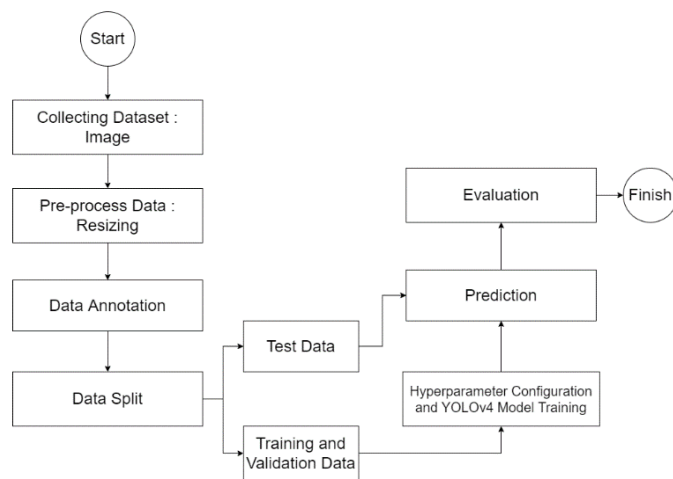 Start
Collecting Dataset :
Image
Pre-process Data :
Resizing
Data Annotation
Data Split
Test Data
Training and
Validation Data
Hyperparameter Configuration
and YOLOv4 Model Training
Prediction
Evaluation
Finish